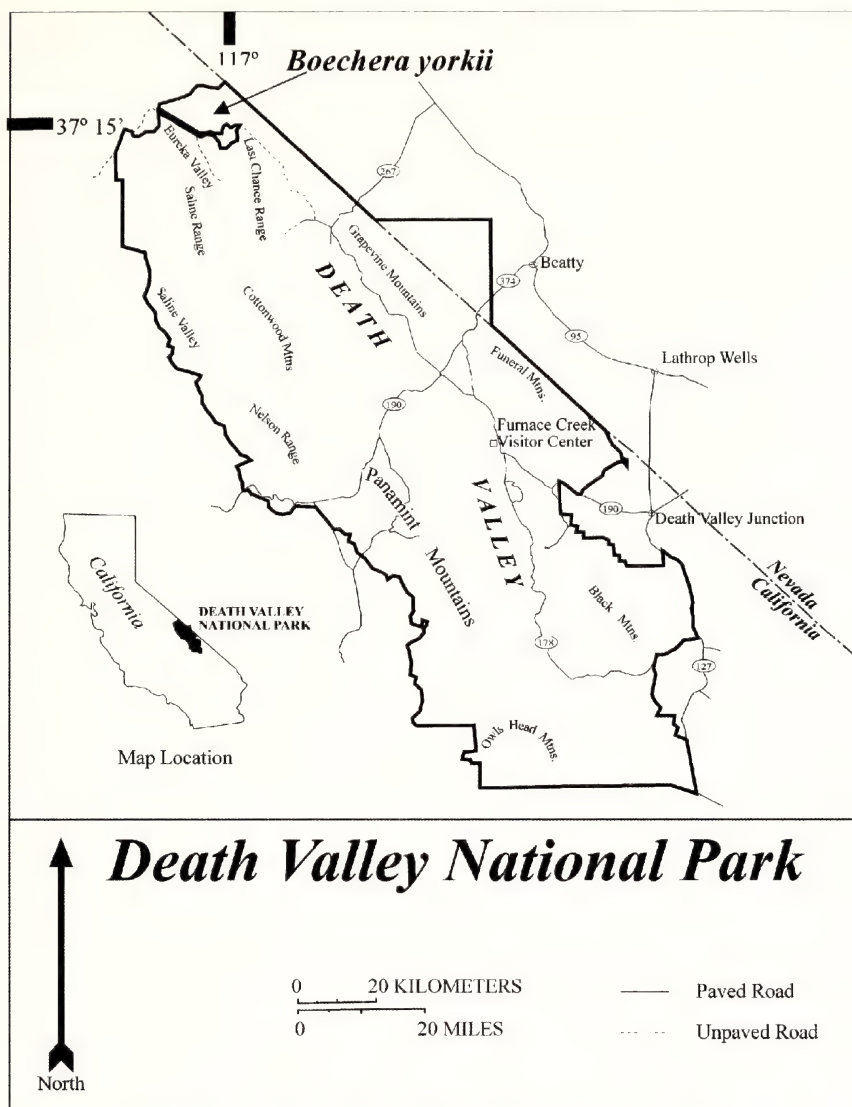 117°
Boechera yorkii
37° 15'
Eureka Valley
Last Chance Range
Saline Range
267
Grapevine Mountains
Beatty
374
DEATH
Saline Valley
Cottonwood Mtns
95
Lathrop Wells
Funeral Mtns.
190
Nelson Range
Furnace Creek
Visitor Center
Panamint
Mountains
VALLEY
190
Death Valley Junction
Nevada
California
California
DEATH VALLEY
NATIONAL PARK
Black Mtns.
178
127
Map Location
Owls Head Mtns.
Death Valley National Park
0 20 KILOMETERS
0 20 MILES
Paved Road
Unpaved Road
North